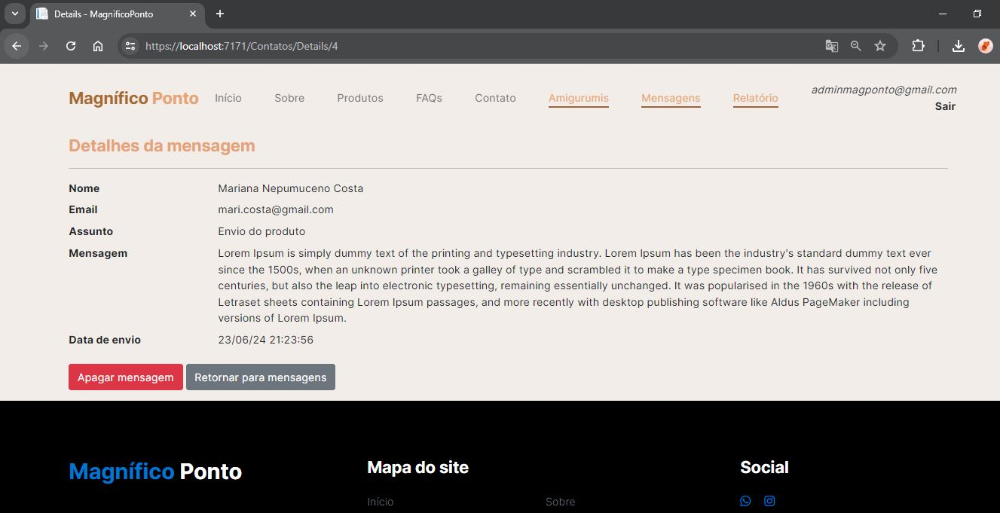 Details - MagnificoPonto
https://localhost:7171/Contatos/Details/4
Magnífico Ponto
Início
Sobre
Produtos
FAQs
Contato
Amigurumis
Mensagens
Relatório
adminmagponto@gmail.com
Sair
Detalhes da mensagem
Nome Mariana Nepumuceno Costa
Email mari.costa@gmail.com
Assunto Envio do produto
Mensagem Lorem Ipsum is simply dummy text of the printing and typesetting industry. Lorem Ipsum has been the industry's standard dummy text ever
since the 1500s, when an unknown printer took a galley of type and scrambled it to make a type specimen book. It has survived not only five
centuries, but also the leap into electronic typesetting, remaining essentially unchanged. It was popularised in the 1960s with the release of
Letraset sheets containing Lorem Ipsum passages, and more recently with desktop publishing software like Aldus PageMaker including
versions of Lorem Ipsum.
Data de envio 23/06/24 21:23:56
Apagar mensagem
Retornar para mensagens
Magnífico Ponto
Mapa do site
Social
Início
Sobre